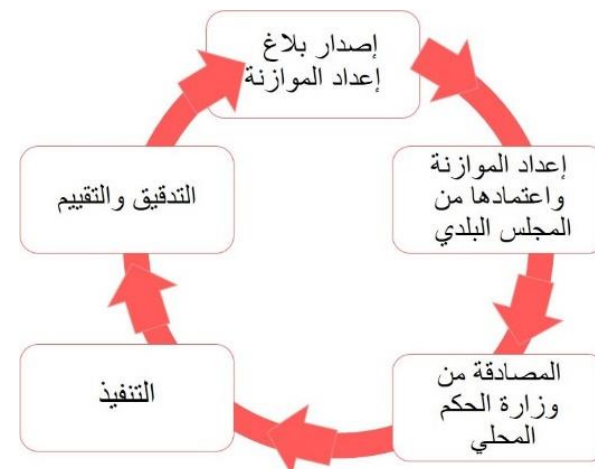 إصدار بلاغ
إعداد الموازنة
إعداد الموازنة
واعتمادها من
المجلس البلدي
المصادقة من
وزارة الحكم
المحلي
التنفيذ
التدقيق والتقييم